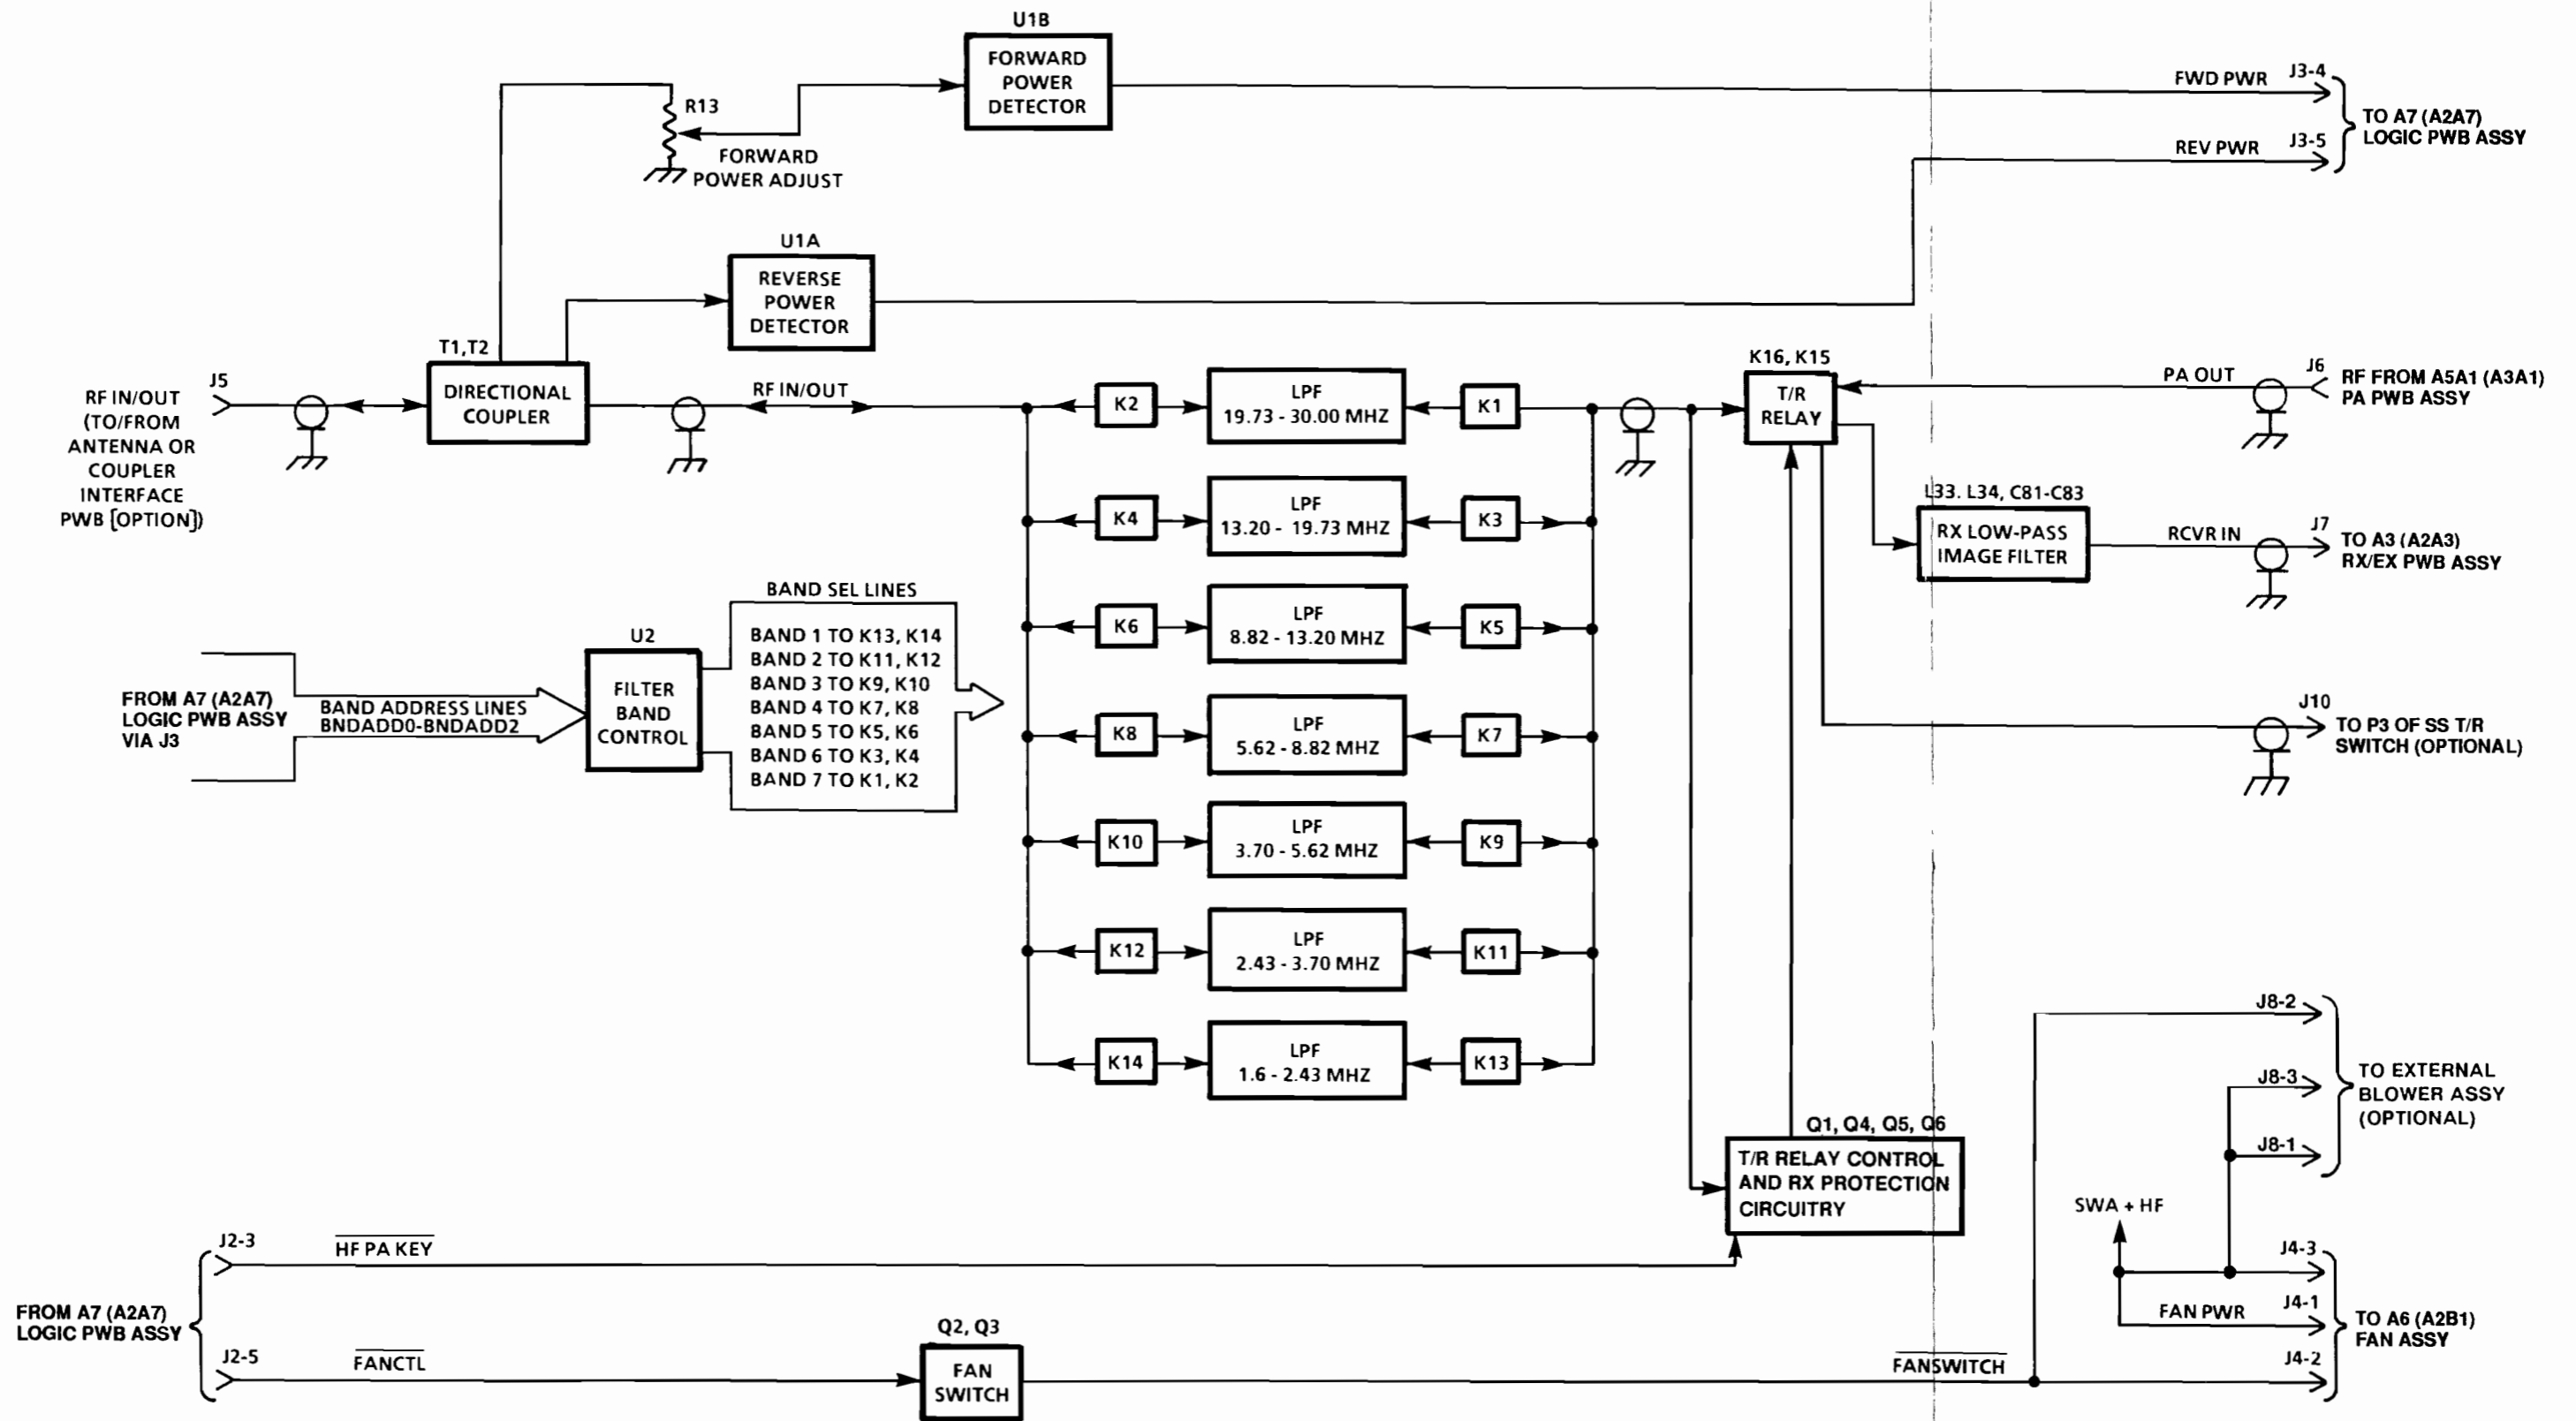 U1B
FORWARD
POWER
DETECTOR
FWD PWR
J3-4
R13
FORWARD
POWER ADJUST
TO A7 (A2A7)
LOGIC PWB ASSY
REV PWR
J3-5
U1A
REVERSE
POWER
DETECTOR
T1,T2
DIRECTIONAL
COUPLER
J5
RF IN/OUT
(TO/FROM
ANTENNA OR
COUPLER
INTERFACE
PWB [OPTION])
RF IN/OUT
K2
LPF
19.73 - 30.00 MHZ
K1
K4
LPF
13.20 - 19.73 MHZ
K3
K6
LPF
8.82 - 13.20 MHZ
K5
K8
LPF
5.62 - 8.82 MHZ
K7
K10
LPF
3.70 - 5.62 MHZ
K9
K12
LPF
2.43 - 3.70 MHZ
K11
K14
LPF
1.6 - 2.43 MHZ
K13
K16, K15
T/R
RELAY
PA OUT
J6
RF FROM A5A1 (A3A1)
PA PWB ASSY
L33. L34, C81-C83
RX LOW-PASS
IMAGE FILTER
RCVR IN
J7
TO A3 (A2A3)
RX/EX PWB ASSY
J10
TO P3 OF SS T/R
SWITCH (OPTIONAL)
FROM A7 (A2A7)
LOGIC PWB ASSY
VIA J3
BAND ADDRESS LINES
BNDADD0-BNDADD2
U2
FILTER
BAND
CONTROL
BAND SEL LINES
BAND 1 TO K13, K14
BAND 2 TO K11, K12
BAND 3 TO K9, K10
BAND 4 TO K7, K8
BAND 5 TO K5, K6
BAND 6 TO K3, K4
BAND 7 TO K1, K2
Q1, Q4, Q5, Q6
T/R RELAY CONTROL
AND RX PROTECTION
CIRCUITRY
J8-2
J8-3
J8-1
TO EXTERNAL
BLOWER ASSY
(OPTIONAL)
SWA + HF
J4-3
FAN PWR
J4-1
J4-2
TO A6 (A2B1)
FAN ASSY
FROM A7 (A2A7)
LOGIC PWB ASSY
J2-3
HF PA KEY
J2-5
FANCTL
Q2, Q3
FAN
SWITCH
FANSWITCH